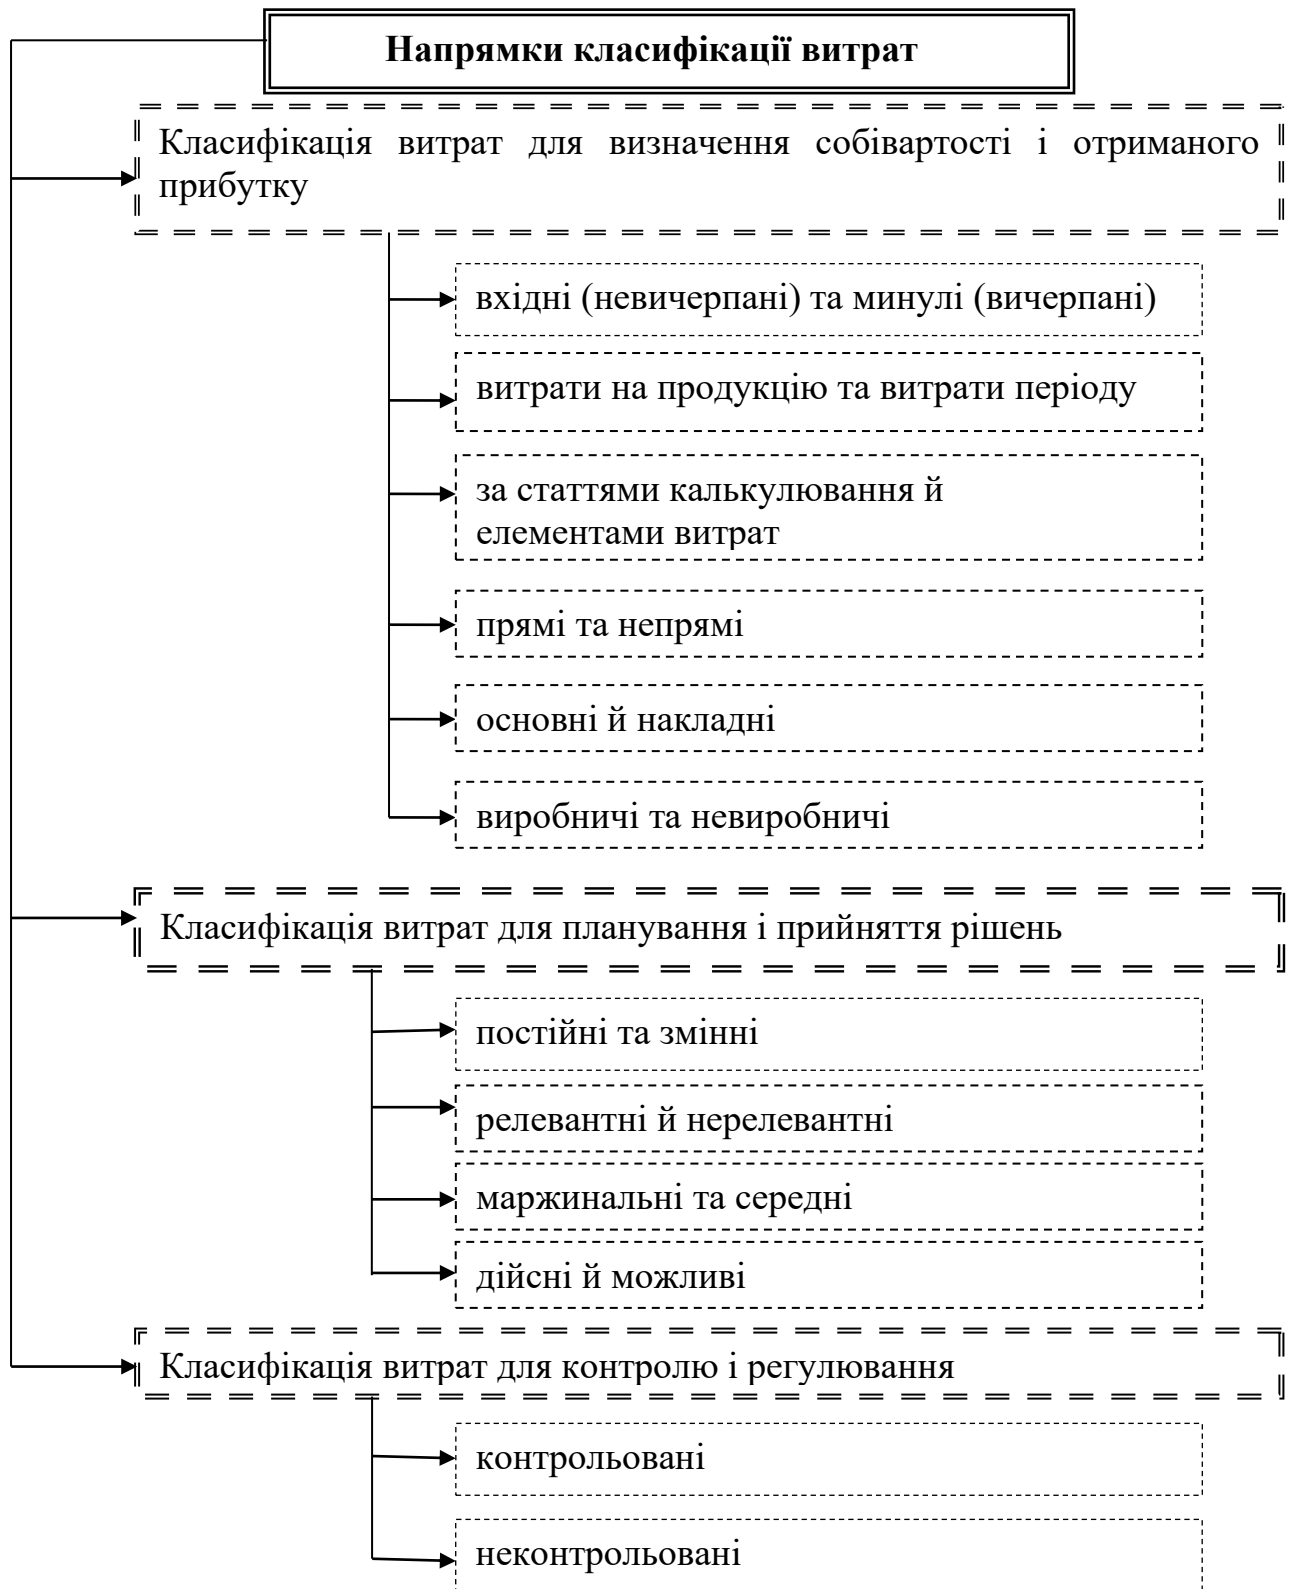 Напрямки класифікації витрат
Класифікація витрат для визначення собівартості і отриманого
прибутку
вхідні (невичерпані) та минулі (вичерпані)
витрати на продукцію та витрати періоду
за статтями калькулювання й
елементами витрат
прямі та непрямі
основні й накладні
виробничі та невиробничі
Класифікація витрат для планування і прийняття рішень
постійні та змінні
релевантні й нерелевантні
маржинальні та середні
дійсні й можливі
Класифікація витрат для контролю і регулювання
контрольовані
неконтрольовані